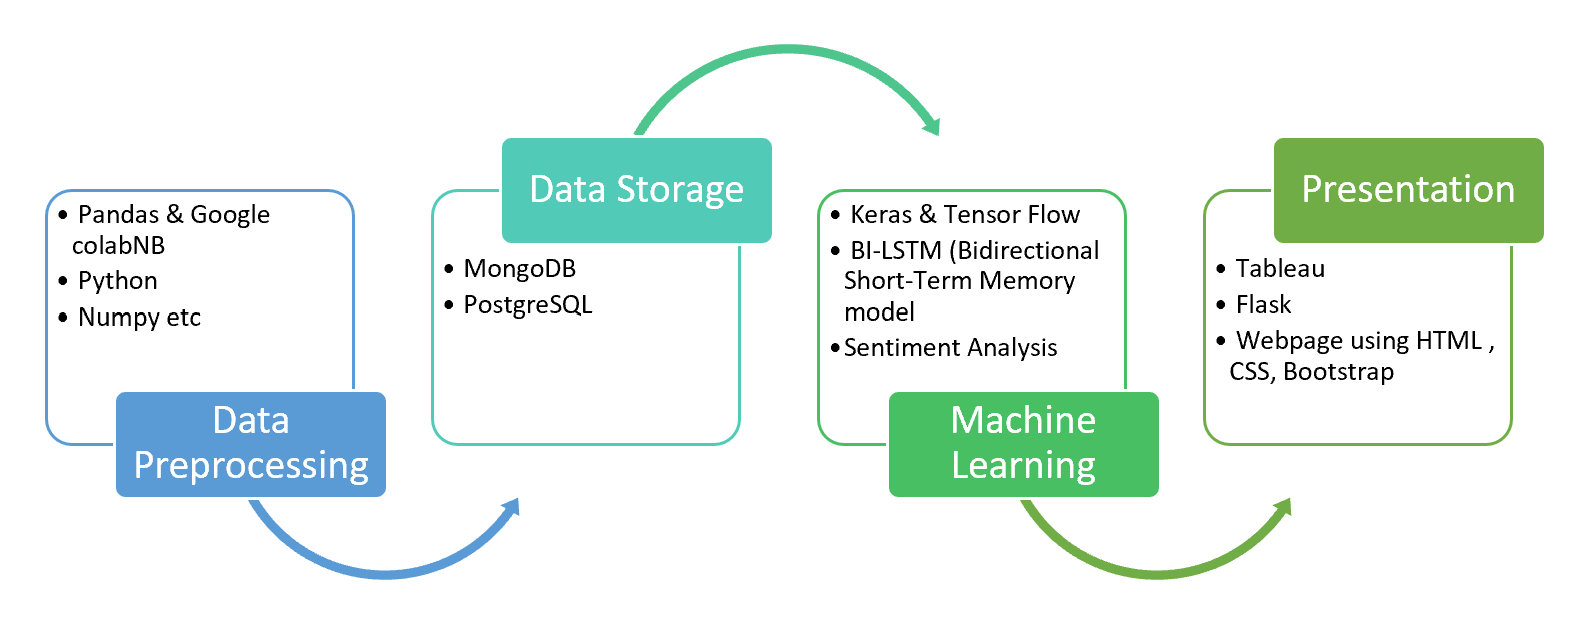 • Pandas & Google
colabNB
• Python
• Numpy etc
Data
Preprocessing
Data Storage
• MongoDB
• PostgreSQL
• Keras & Tensor Flow
• BI-LSTM (Bidirectional
Short-Term Memory
model
•Sentiment Analysis
Machine
Learning
Presentation
• Tableau
• Flask
• Webpage using HTML ,
CSS, Bootstrap